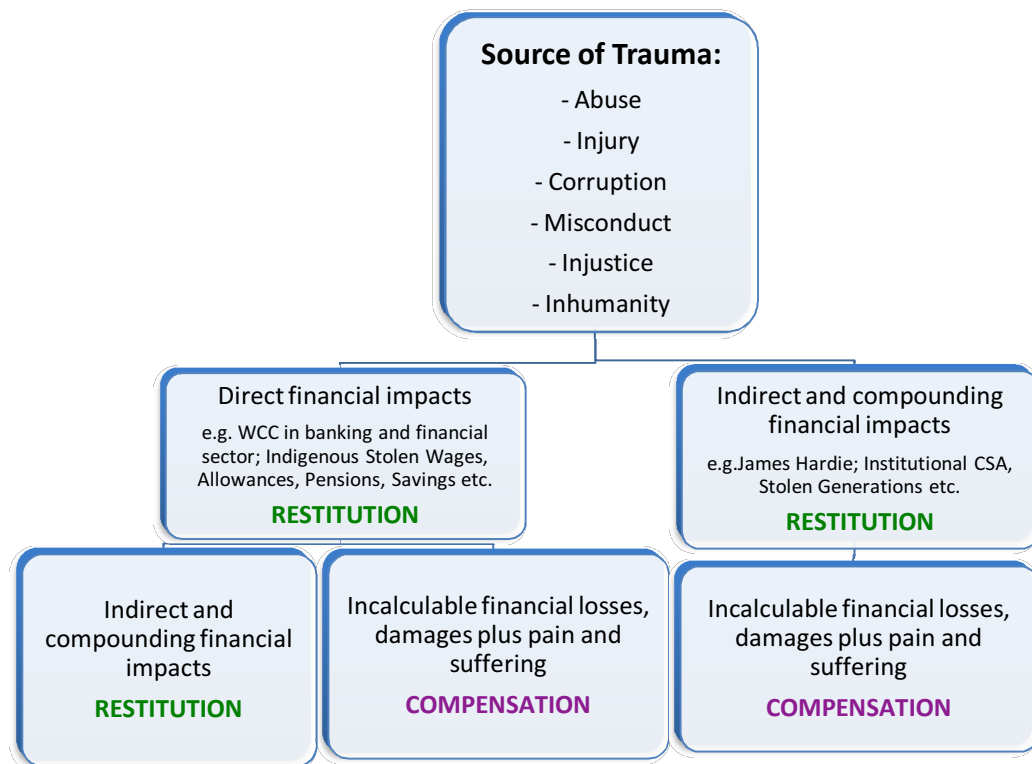 Source of Trauma:
- Abuse
- Injury
- Corruption
- Misconduct
- Injustice
- Inhumanity
Direct financial impacts
e.g. WCC in banking and financial
sector; Indigenous Stolen Wages,
Allowances, Pensions, Savings etc.
RESTITUTION
Indirect and compounding
financial impacts
e.g.James Hardie; Institutional CSA,
Stolen Generations etc.
RESTITUTION
Indirect and
compounding financial
impacts
RESTITUTION
Incalculable financial losses,
damages plus pain and
suffering
COMPENSATION
Incalculable financial losses,
damages plus pain and
suffering
COMPENSATION